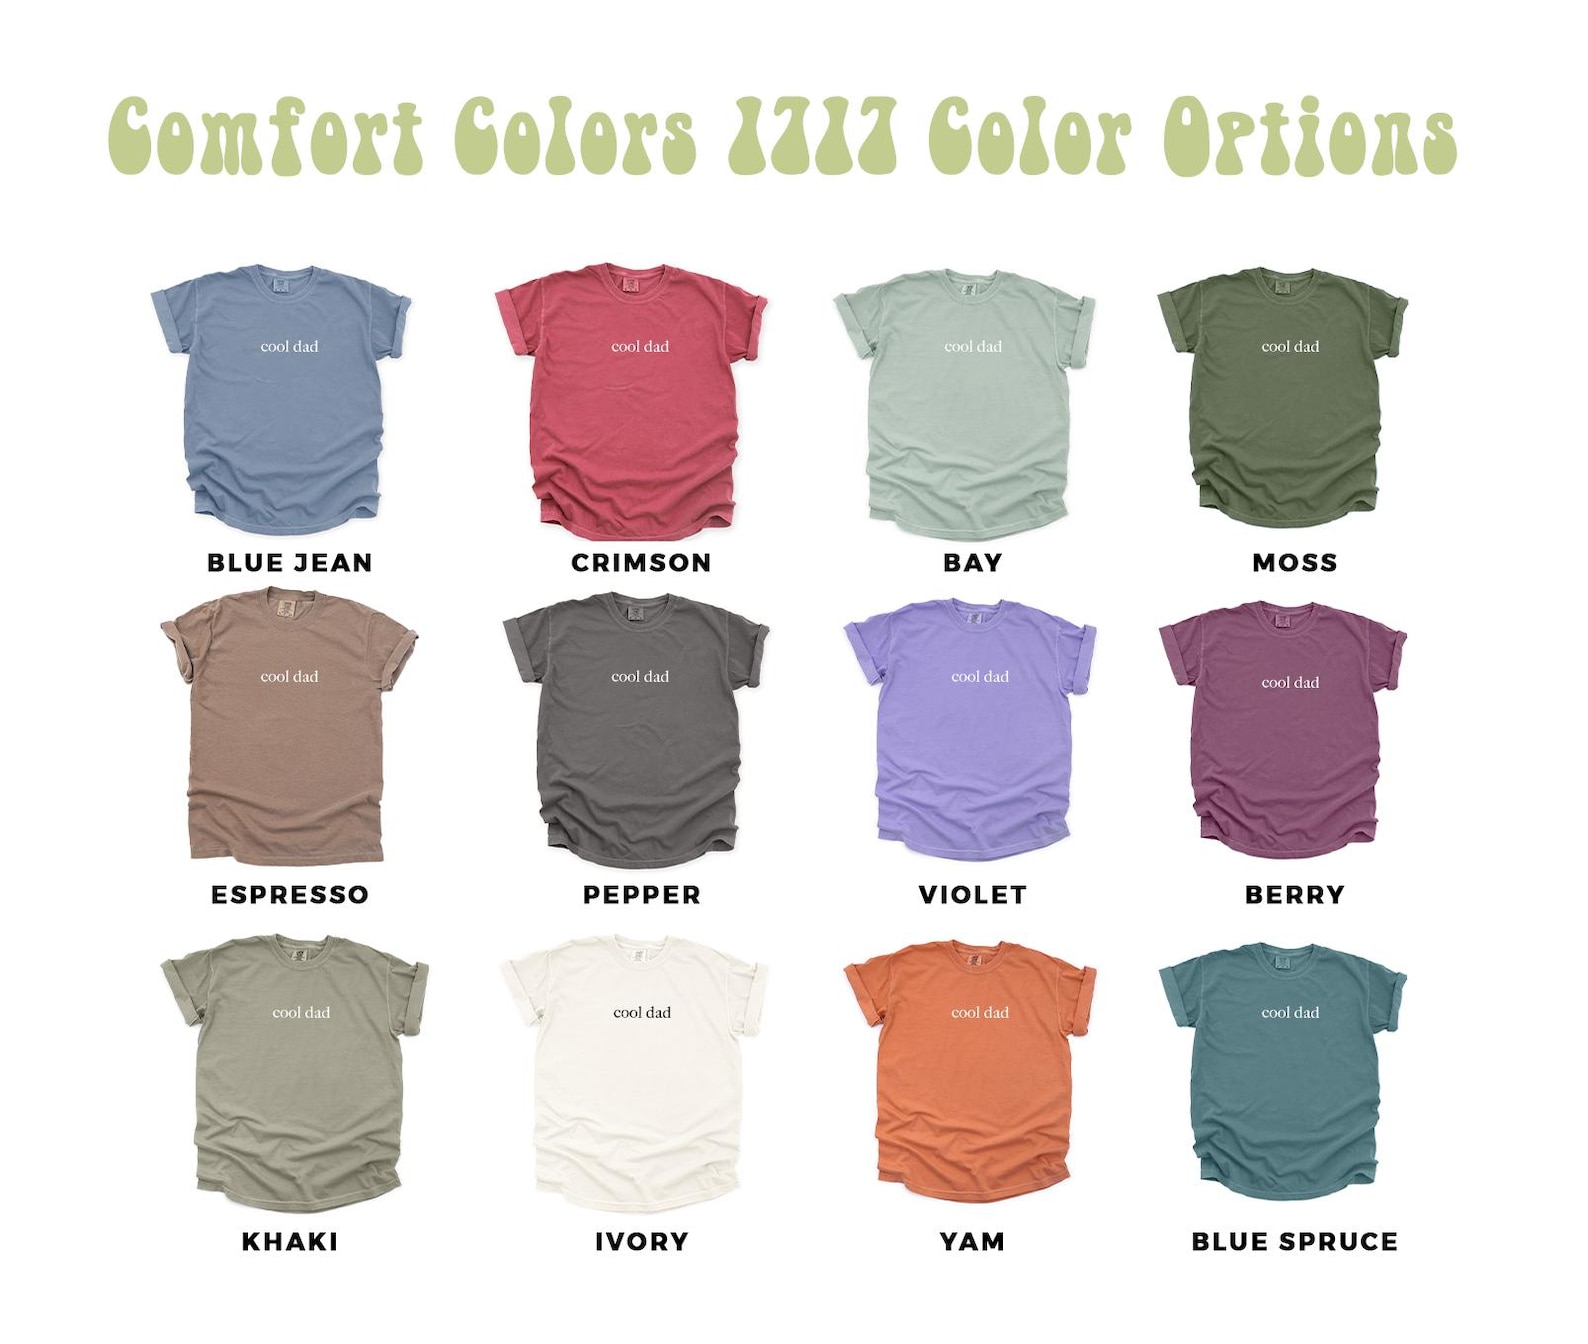 Comfort Colors 1717 Color Options
cool dad
cool dad
cool dad
cool dad
BLUE JEAN
CRIMSON
BAY
MOSS
cool dad
cool dad
cool dad
cool dad
ESPRESSO
PEPPER
VIOLET
BERRY
cool dad
cool dad
cool dad
cool dad
KHAKI
IVORY
YAM
BLUE SPRUCE